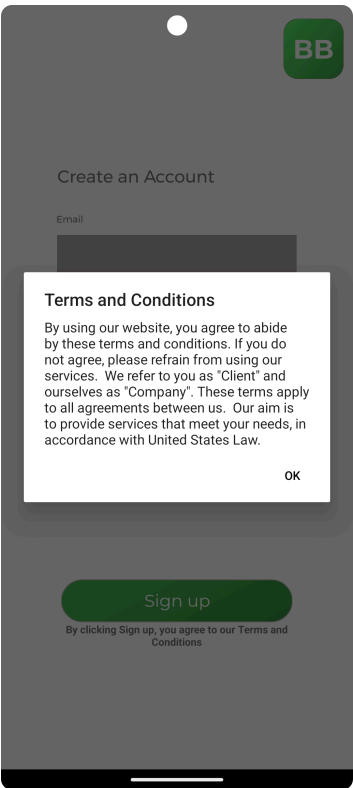 BB
Create an Account
Email
Terms and Conditions
By using our website, you agree to abide
by these terms and conditions. If you do
not agree, please refrain from using our
services.  We refer to you as "Client" and
ourselves as "Company". These terms apply
to all agreements between us.  Our aim is
to provide services that meet your needs, in
accordance with United States Law.
OK
Sign up
By clicking Sign up, you agree to our Terms and
Conditions